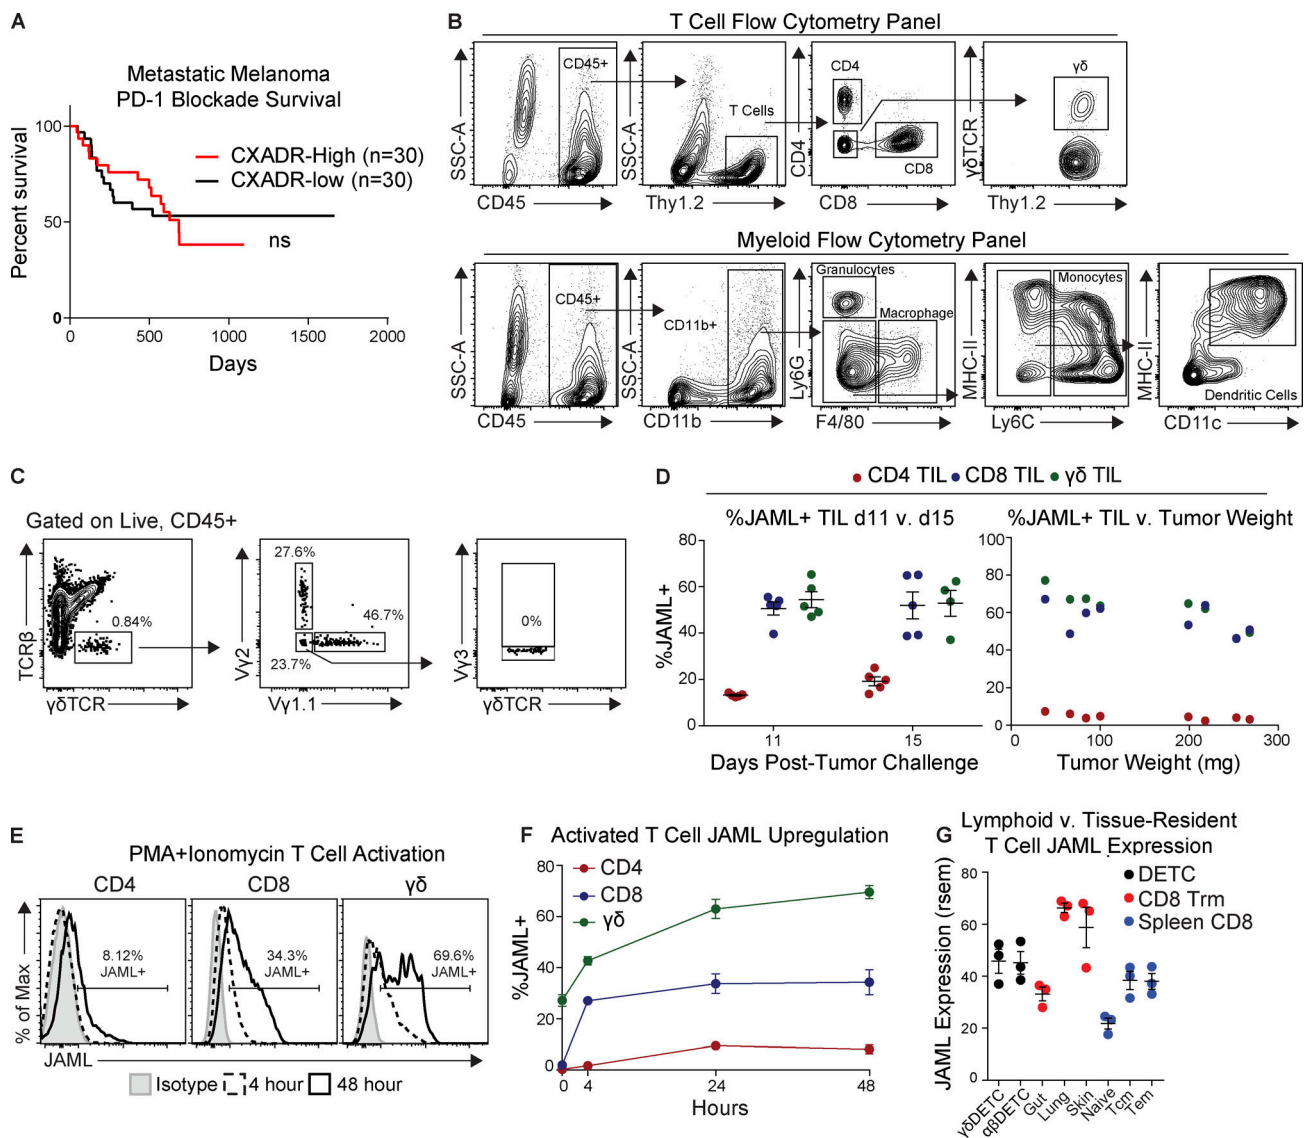 A
Metastatic Melanoma
PD-1 Blockade Survival
Percent survival
100
50
0
CXADR-High (n=30)
CXADR-low (n=30)
ns
0 500 1000 1500 2000
Days
B
T Cell Flow Cytometry Panel
SSC-A
CD45+
CD45
SSC-A
T Cells
Thy1.2
CD4
CD4
CD8
CD8
γδTCR
γδ
Thy1.2
Myeloid Flow Cytometry Panel
SSC-A
CD45+
CD45
SSC-A
CD11b+
CD11b
Ly6G
Granulocytes
Macrophage
F4/80
MHC-II
Monocytes
Ly6C
MHC-II
Dendritic Cells
CD11c
C
Gated on Live, CD45+
TCRβ
0.84%
γδTCR
Vγ2
27.6%
46.7%
23.7%
Vγ1.1
Vγ3
0%
γδTCR
D
CD4 TIL CD8 TIL γδ TIL
%JAML+ TIL d11 v. d15
%JAML+
80
60
40
20
0
11 15
Days Post-Tumor Challenge
%JAML+ TIL v. Tumor Weight
100
80
60
40
20
0
0 100 200 300
Tumor Weight (mg)
E
PMA+Ionomycin T Cell Activation
CD4 CD8 γδ
% of Max
8.12%
JAML+
34.3%
JAML+
69.6%
JAML+
JAML
Isotype 4 hour 48 hour
F
Activated T Cell JAML Upregulation
%JAML+
80
60
40
20
0
CD4
CD8
γδ
0 4 24 48
Hours
G
Lymphoid v. Tissue-Resident
T Cell JAML Expression
JAML Expression (rsem)
80
60
40
20
0
DETC
CD8 Trm
Spleen CD8
γδDETC
αβDETC
Gut
Lung
Skin
Naive
Tcm
Tem